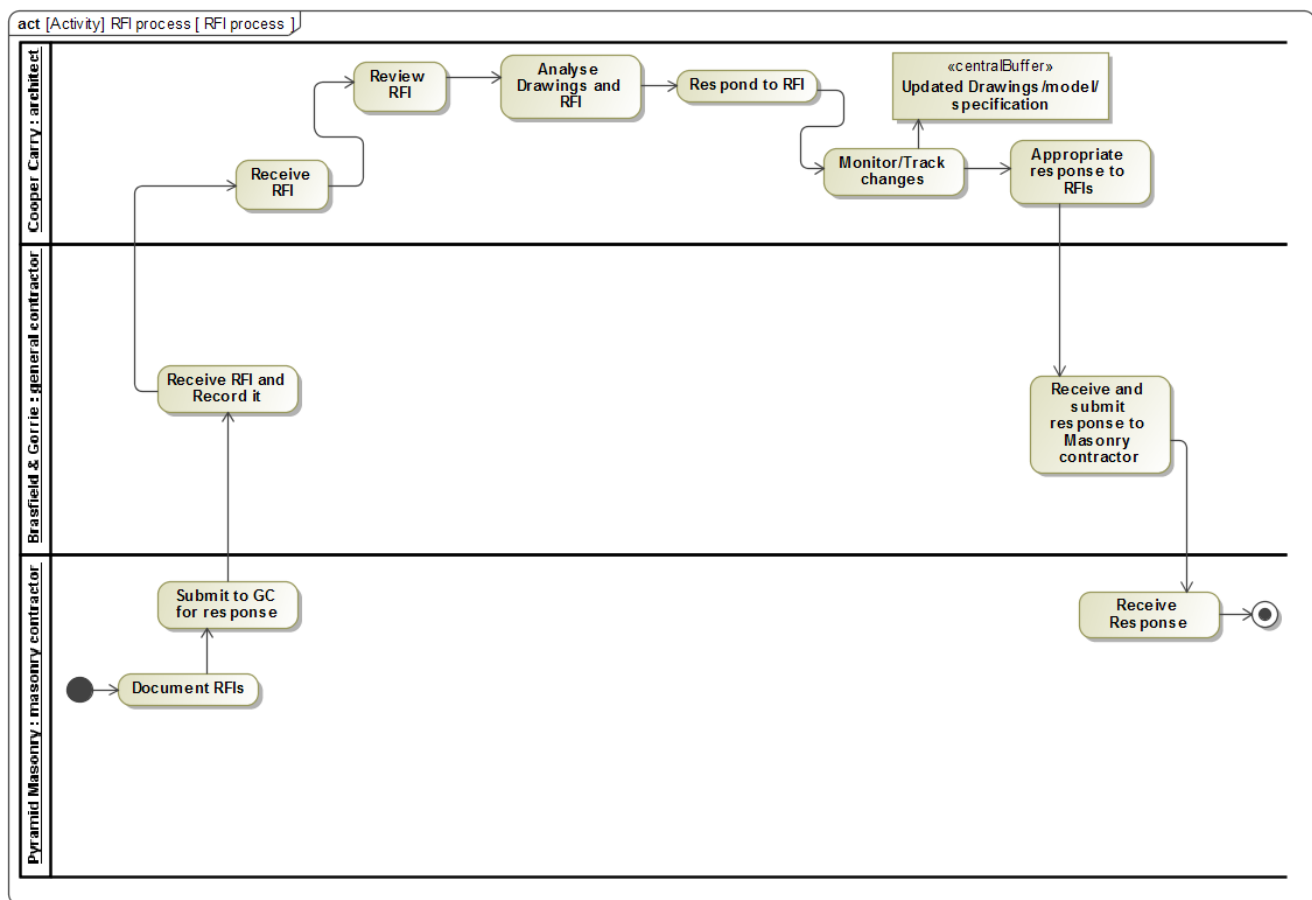 act [Activity] RFI process [ RFI process ]
Cooper Carry : architect
Review
RFI
Analyse
Drawings and
RFI
Respond to RFI
«centralBuffer»
Updated Drawings/model/
specification
Receive
RFI
Monitor/Track
changes
Appropriate
response to
RFIs
Brasfield & Gorrie : general contractor
Receive RFI and
Record it
Receive and
submit
response to
Masonry
contractor
Pyramid Masonry : masonry contractor
Submit to GC
for response
Document RFIs
Receive
Response